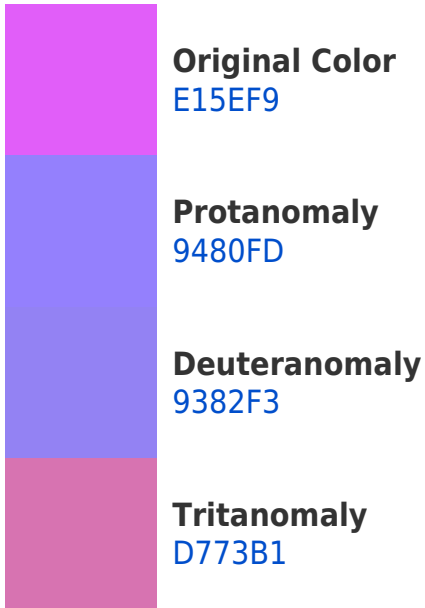 Original Color
E15EF9
Protanomaly
9480FD
Deuteranomaly
9382F3
Tritanomaly
D773B1